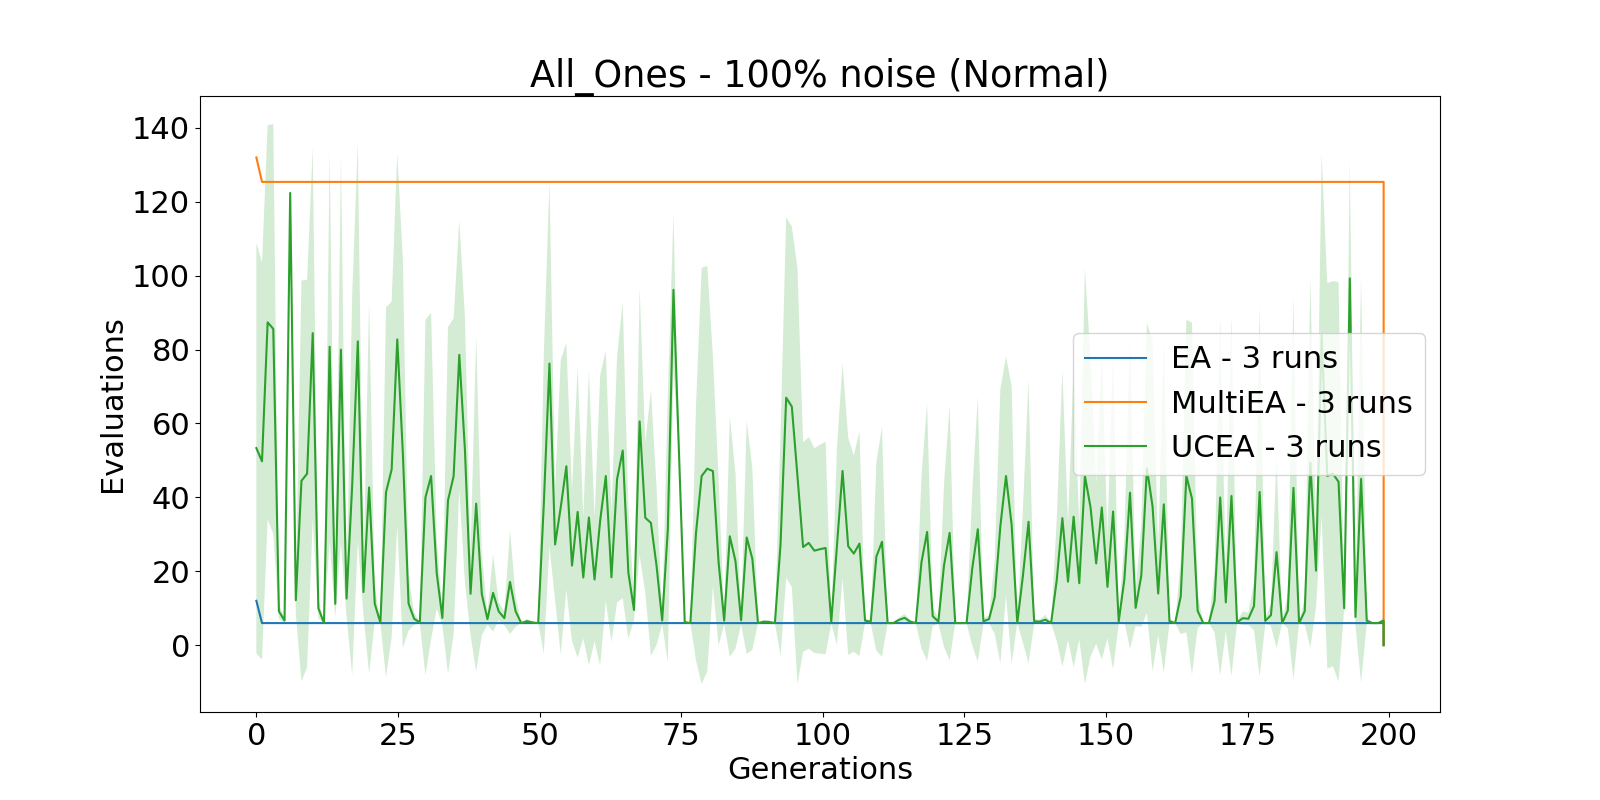 All_Ones - 100% noise (Normal)
140
120
100
80
60
40
20
0
Evaluations
EA - 3 runs
MultiEA - 3 runs
UCEA - 3 runs
0 25 50 75 100 125 150 175 200
Generations